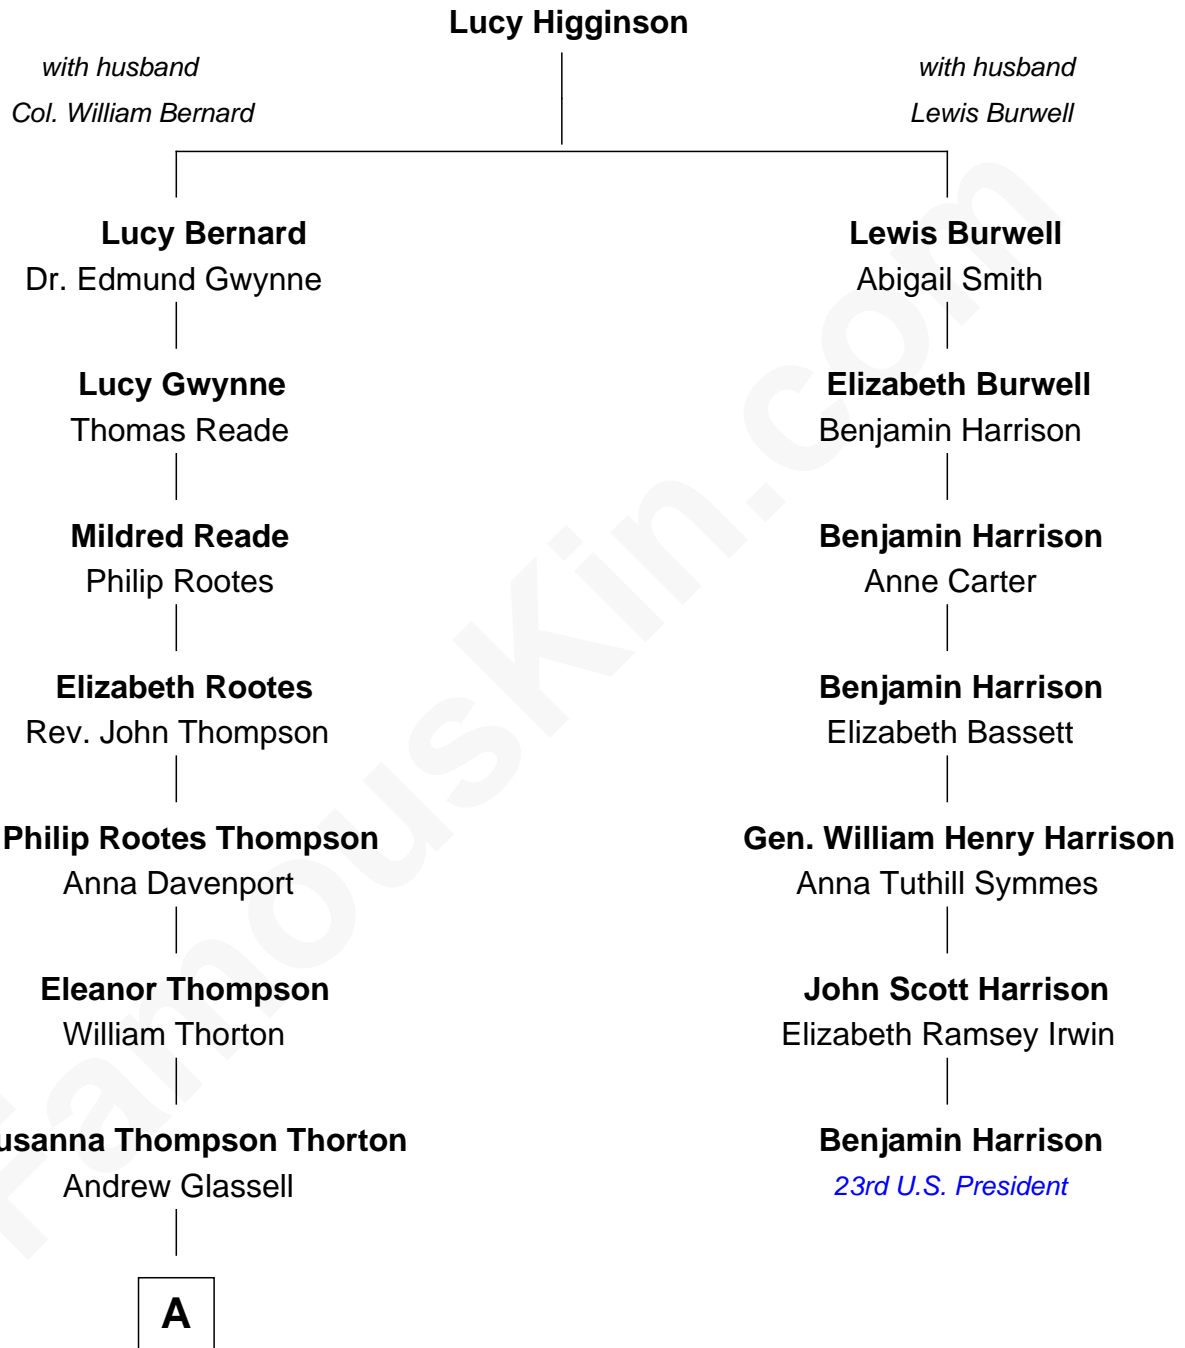 Lucy Higginson
with husband
Col. William Bernard
with husband
Lewis Burwell
Lucy Bernard
Dr. Edmund Gwynne
Lewis Burwell
Abigail Smith
Lucy Gwynne
Thomas Reade
Elizabeth Burwell
Benjamin Harrison
Mildred Reade
Philip Rootes
Benjamin Harrison
Anne Carter
Elizabeth Rootes
Rev. John Thompson
Benjamin Harrison
Elizabeth Bassett
Philip Rootes Thompson
Anna Davenport
Gen. William Henry Harrison
Anna Tuthill Symmes
Eleanor Thompson
William Thorton
John Scott Harrison
Elizabeth Ramsey Irwin
usanna Thompson Thorton
Andrew Glassell
Benjamin Harrison
23rd U.S. President
A
FamousKin.com